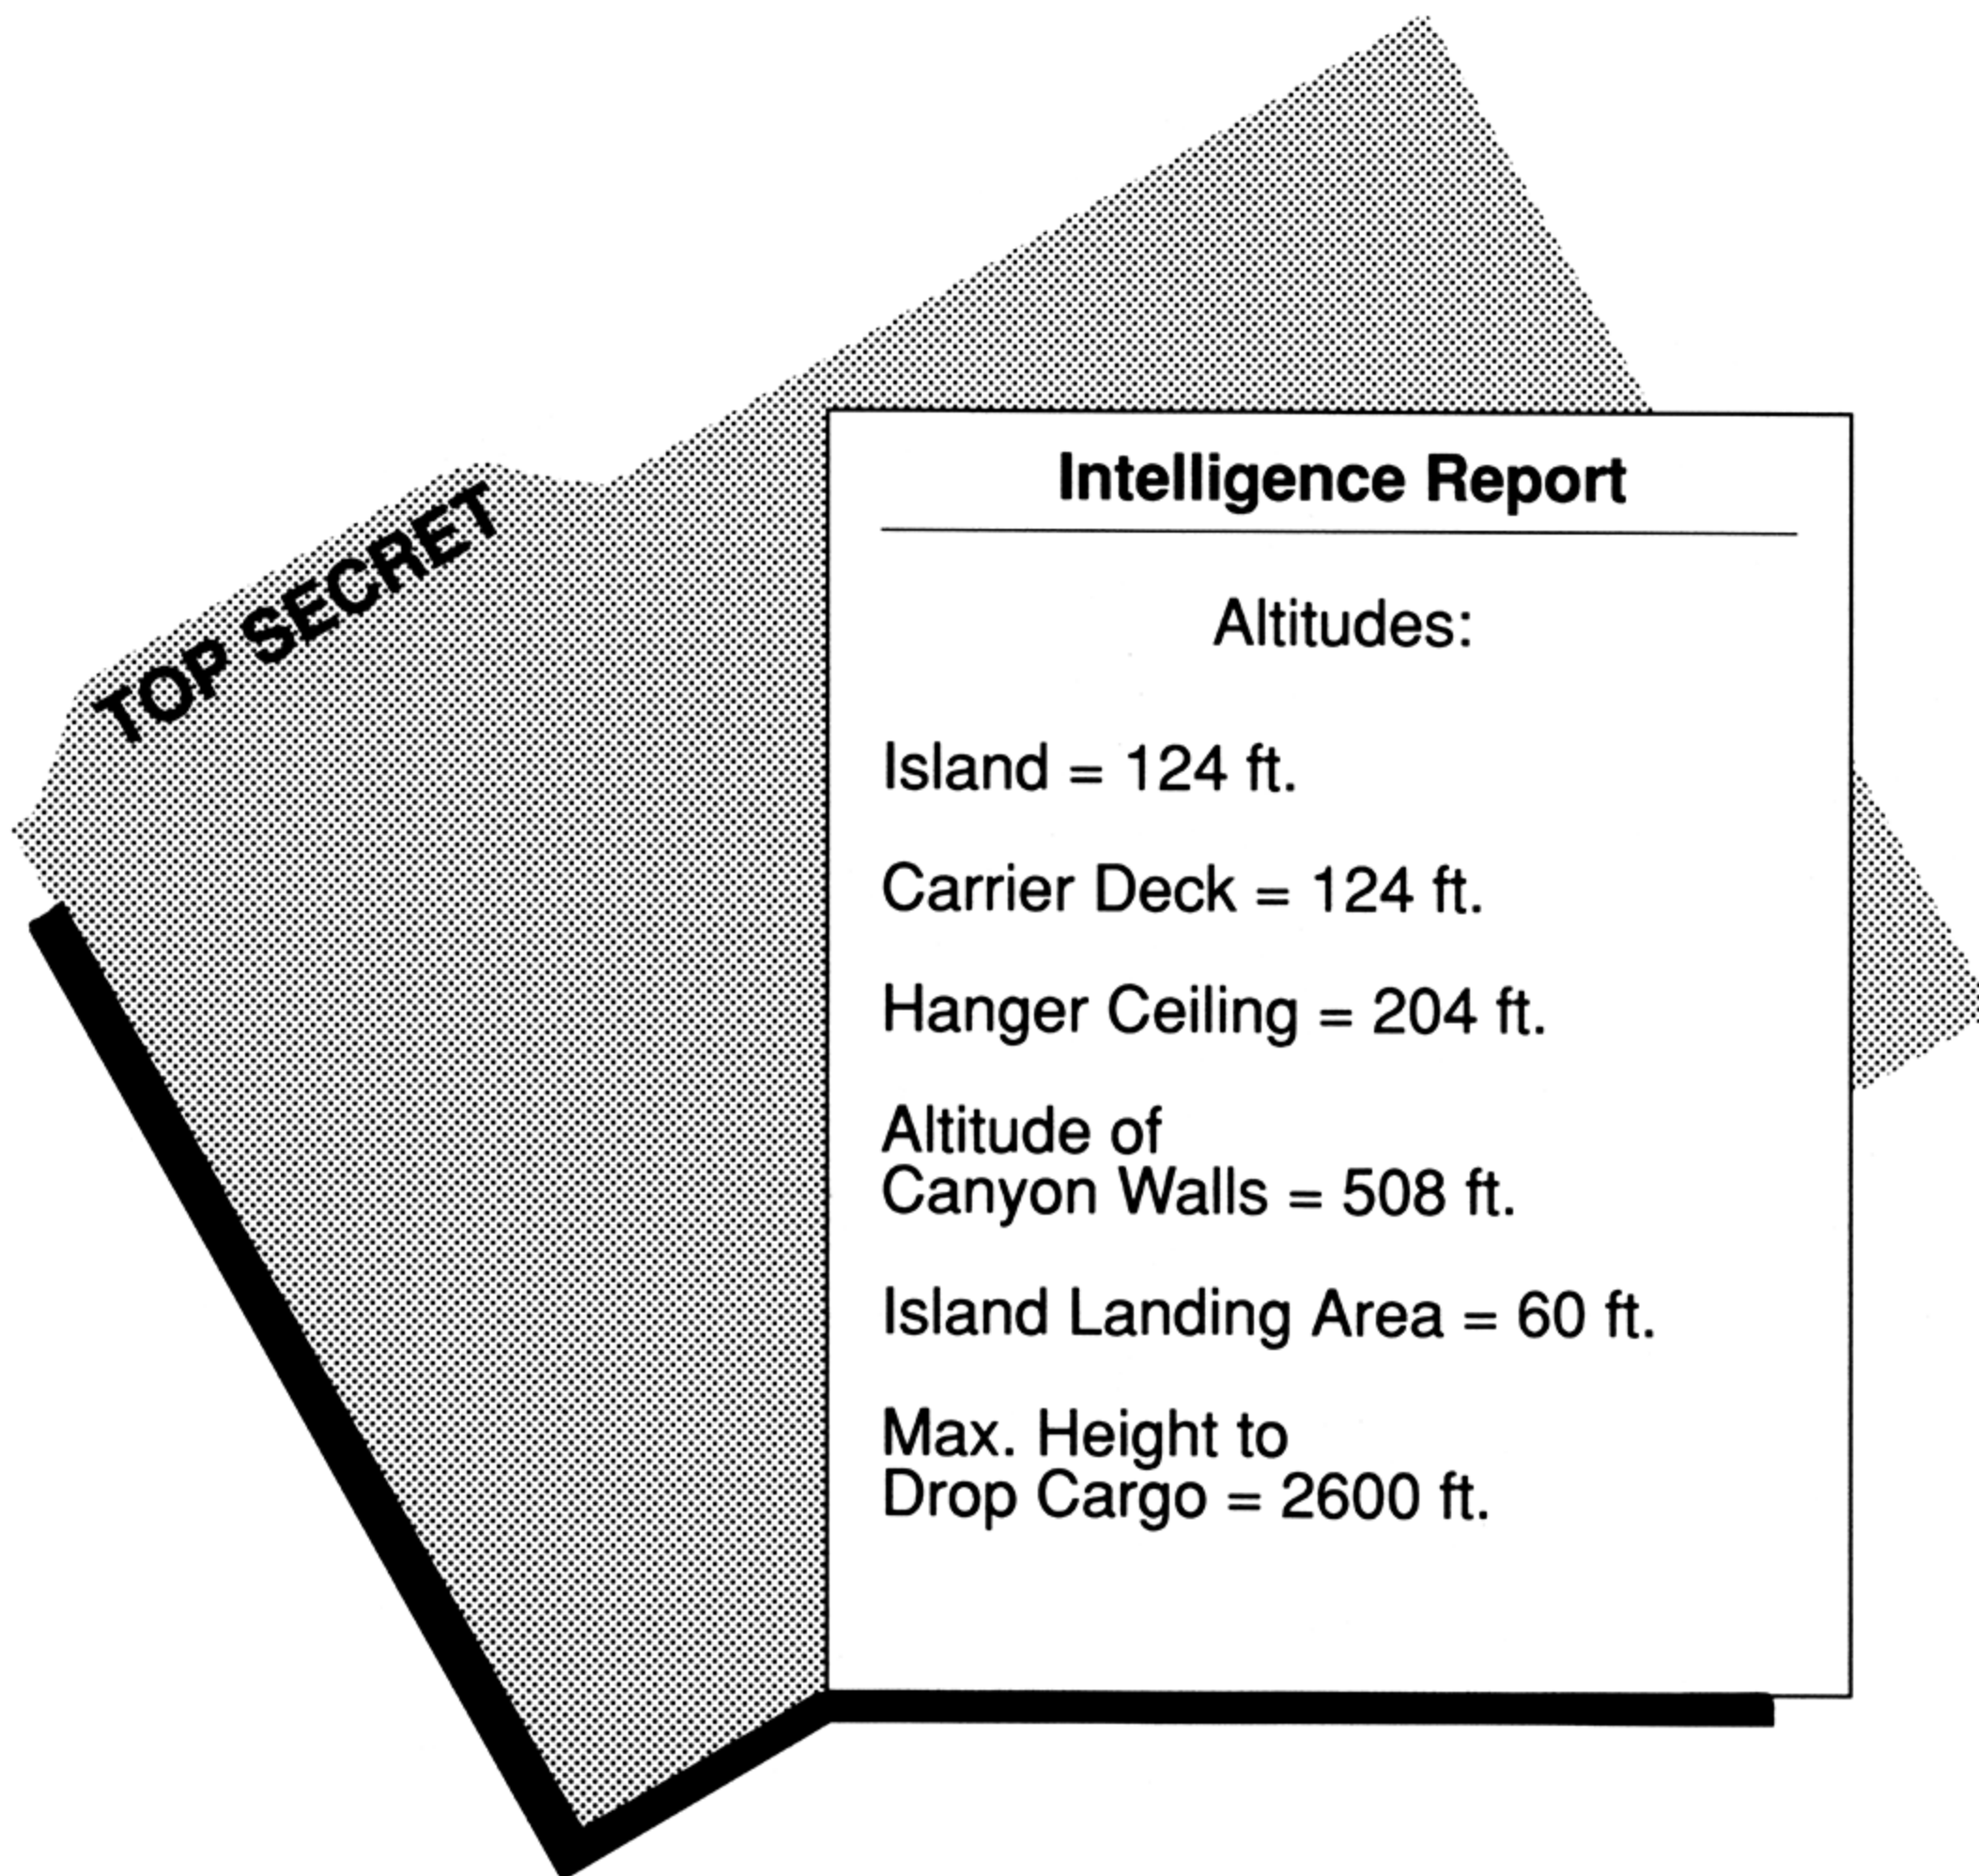 TOP SECRET
Intelligence Report
Altitudes:
Island = 124 ft.
Carrier Deck = 124 ft.
Hanger Ceiling = 204 ft.
Altitude of
Canyon Walls = 508 ft.
Island Landing Area = 60 ft.
Max. Height to
Drop Cargo = 2600 ft.